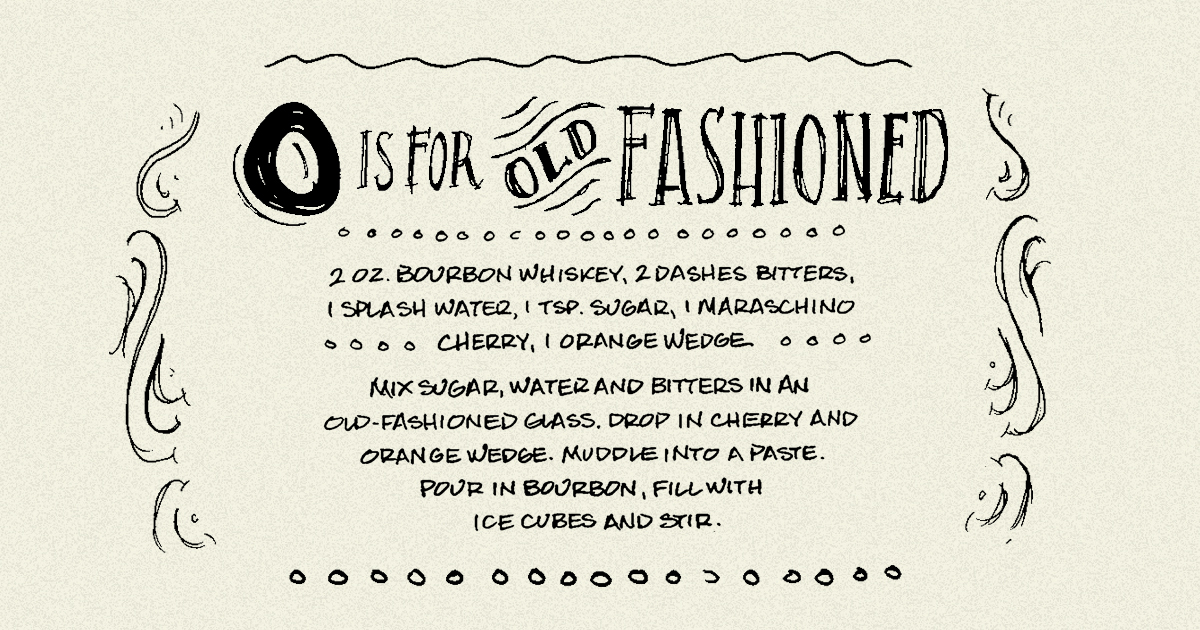 O IS FOR OLD FASHIONED
2 OZ. BOURBON WHISKEY, 2 DASHES BITTERS,
1 SPLASH WATER, 1 TSP. SUGAR, 1 MARASCHINO
CHERRY, 1 ORANGE WEDGE
MIX SUGAR, WATER AND BITTERS IN AN
OLD-FASHIONED GLASS. DROP IN CHERRY AND
ORANGE WEDGE. MUDDLE INTO A PASTE.
POUR IN BOURBON, FILL WITH
ICE CUBES AND STIR.